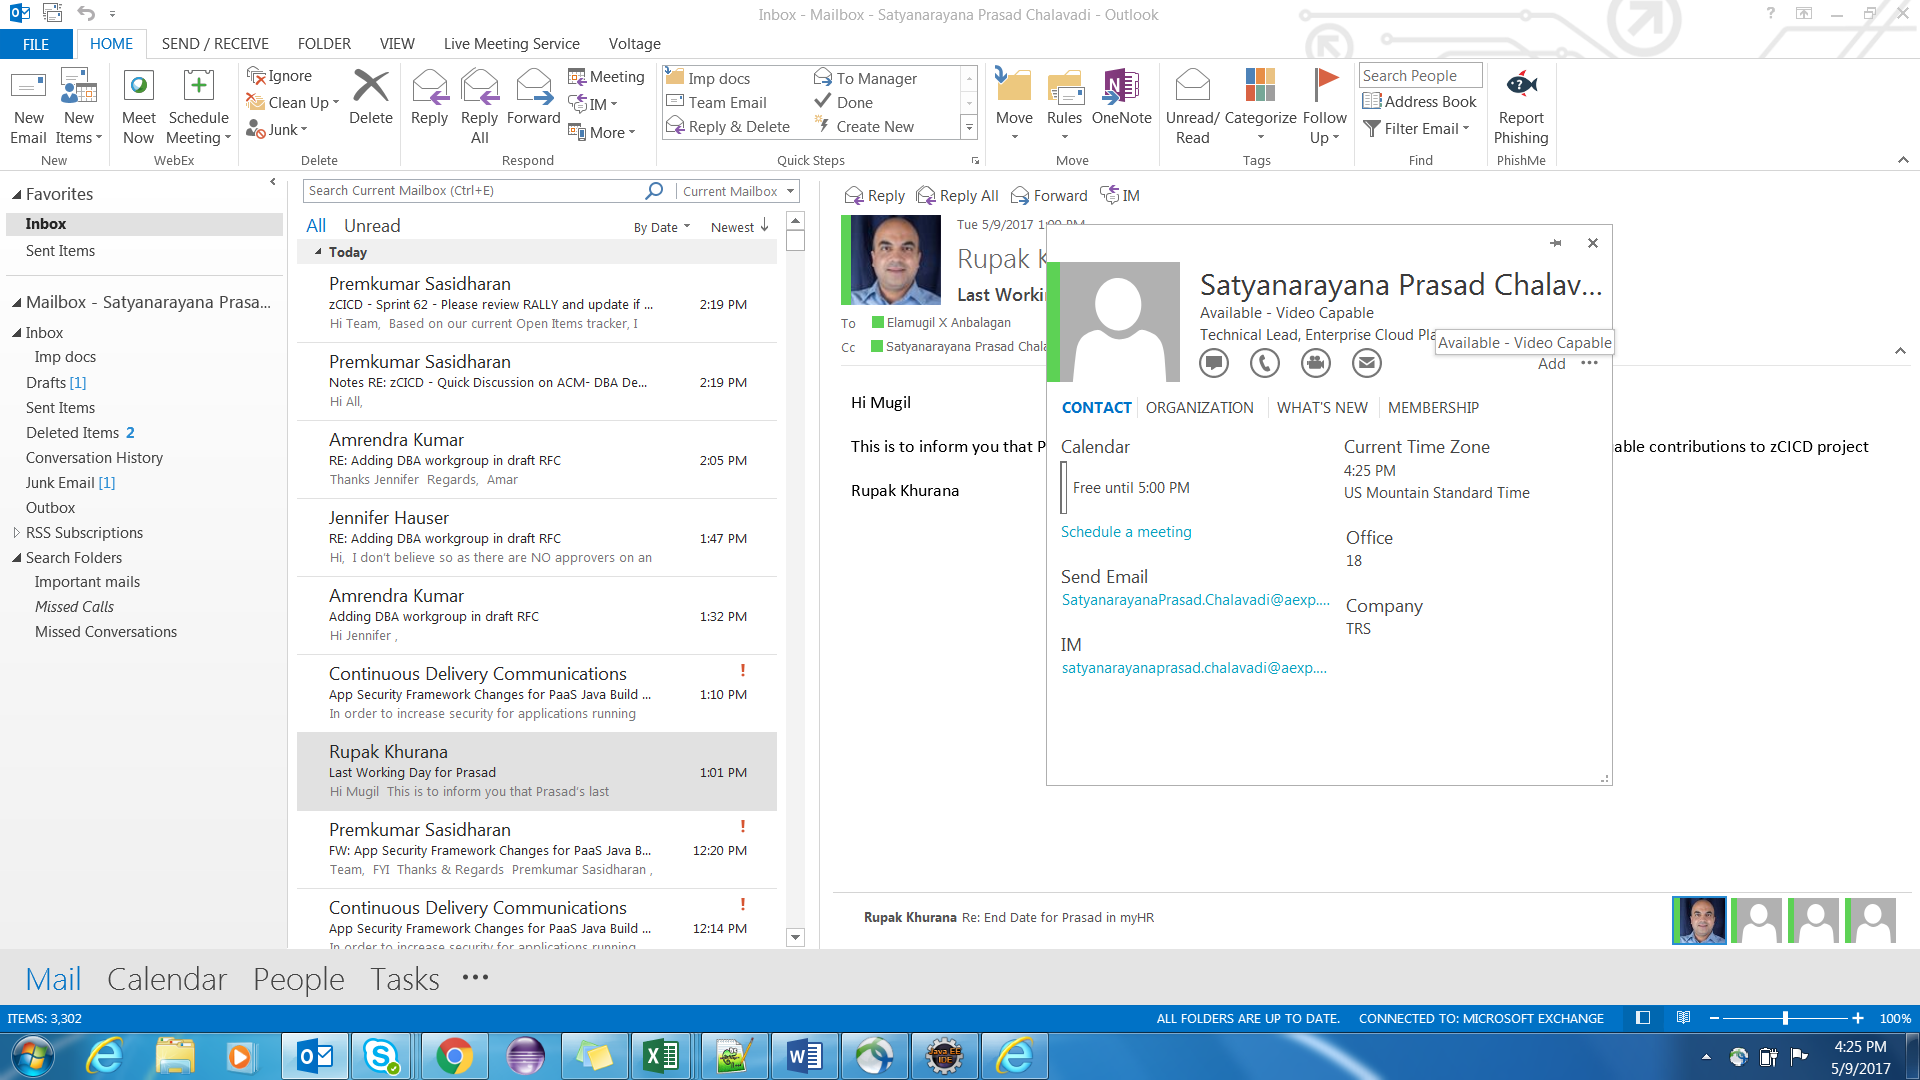 Inbox - Mailbox - Satyanarayana Prasad Chalavadi - Outlook
FILE HOME SEND / RECEIVE FOLDER VIEW Live Meeting Service Voltage
New Email
New Items
New
Meet Now
Schedule Meeting
WebEx
Ignore
Clean Up
Junk
Delete
Delete
Reply
Reply All
Forward
Meeting
IM
More
Respond
Imp docs
Team Email
Reply & Delete
To Manager
Done
Create New
Quick Steps
Move
Rules
OneNote
Move
Unread/ Read
Categorize
Follow Up
Tags
Search People
Address Book
Filter Email
Find
Report Phishing
PhishMe
Favorites
Inbox
Sent Items
Mailbox - Satyanarayana Prasa...
Inbox
Imp docs
Drafts [1]
Sent Items
Deleted Items 2
Conversation History
Junk Email [1]
Outbox
RSS Subscriptions
Search Folders
Important mails
Missed Calls
Missed Conversations
Search Current Mailbox (Ctrl+E)
Current Mailbox
All Unread
By Date Newest
Today
Premkumar Sasidharan
zCICD - Sprint 62 - Please review RALLY and update if ... 2:19 PM
Hi Team, Based on our current Open Items tracker, I
Premkumar Sasidharan
Notes RE: zCICD - Quick Discussion on ACM- DBA De... 2:19 PM
Hi All,
Amrendra Kumar
RE: Adding DBA workgroup in draft RFC 2:05 PM
Thanks Jennifer Regards, Amar
Jennifer Hauser
RE: Adding DBA workgroup in draft RFC 1:47 PM
Hi, I don't believe so as there are NO approvers on an
Amrendra Kumar
Adding DBA workgroup in draft RFC 1:32 PM
Hi Jennifer ,
Continuous Delivery Communications !
App Security Framework Changes for PaaS Java Build ... 1:10 PM
In order to increase security for applications running
Rupak Khurana
Last Working Day for Prasad 1:01 PM
Hi Mugil This is to inform you that Prasad's last
Premkumar Sasidharan !
FW: App Security Framework Changes for PaaS Java B... 12:20 PM
Team, FYI Thanks & Regards Premkumar Sasidharan ,
Continuous Delivery Communications !
App Security Framework Changes for PaaS Java Build ... 12:14 PM
In order to increase security for applications running
Reply Reply All Forward IM
Tue 5/9/2017 1:00 PM
Rupak K
Last Worki
To Elamugil X Anbalagan
Cc Satyanarayana Prasad Chala
Hi Mugil
This is to inform you that P
able contributions to zCICD project
Rupak Khurana
Satyanarayana Prasad Chalav...
Available - Video Capable
Technical Lead, Enterprise Cloud Pla
Available - Video Capable
Add
CONTACT ORGANIZATION WHAT'S NEW MEMBERSHIP
Calendar
Free until 5:00 PM
Schedule a meeting
Send Email
SatyanarayanaPrasad.Chalavadi@aexp....
IM
satyanarayanaprasad.chalavadi@aexp....
Current Time Zone
4:25 PM
US Mountain Standard Time
Office
18
Company
TRS
Rupak Khurana Re: End Date for Prasad in myHR
Mail Calendar People Tasks ...
ITEMS: 3,302
ALL FOLDERS ARE UP TO DATE. CONNECTED TO: MICROSOFT EXCHANGE 100%
Java EE
IDE
4:25 PM
5/9/2017